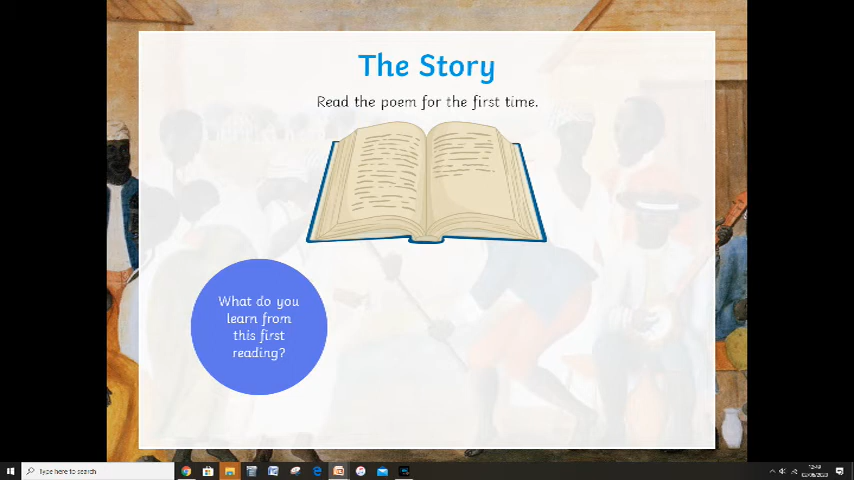 The Story
Read the poem for the first time.
What do you
learn from
this first
reading?
Type here to search